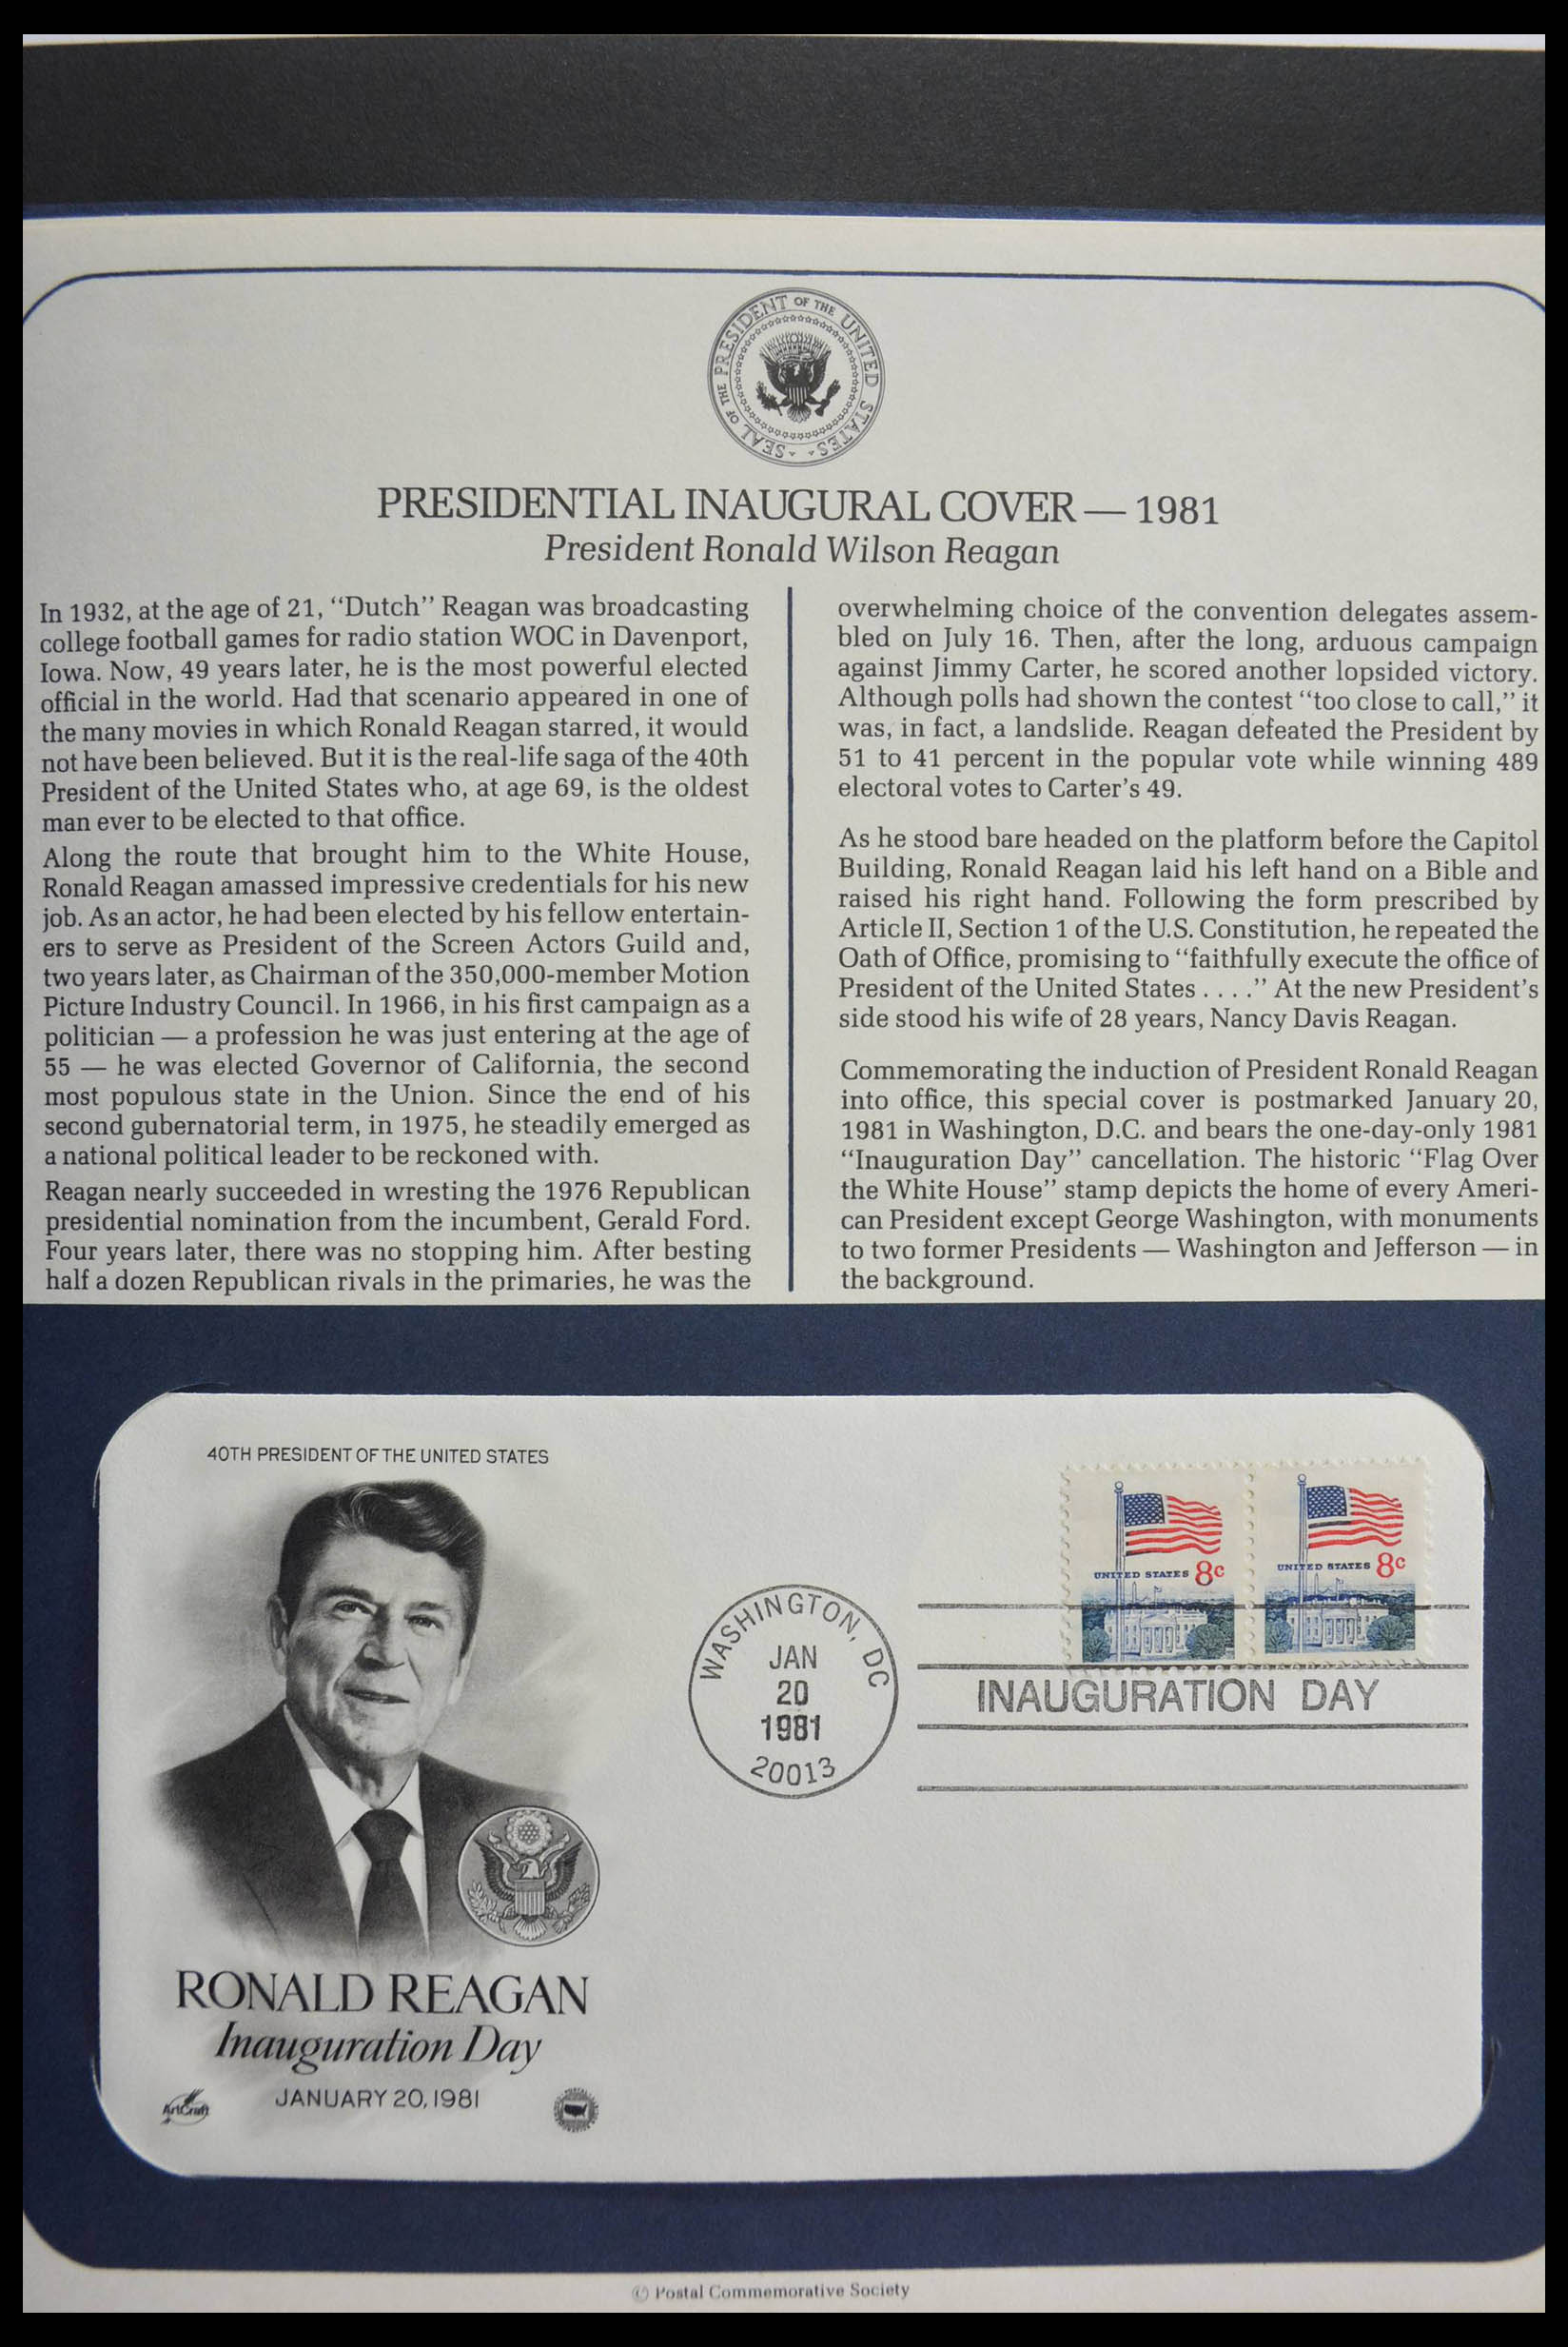 SEAL OF THE PRESIDENT OF THE UNITED STATES
PRESIDENTIAL INAUGURAL COVER — 1981
President Ronald Wilson Reagan
In 1932, at the age of 21, “Dutch” Reagan was broadcasting
college football games for radio station WOC in Davenport,
Iowa. Now, 49 years later, he is the most powerful elected
official in the world. Had that scenario appeared in one of
the many movies in which Ronald Reagan starred, it would
not have been believed. But it is the real-life saga of the 40th
President of the United States who, at age 69, is the oldest
man ever to be elected to that office.
Along the route that brought him to the White House,
Ronald Reagan amassed impressive credentials for his new
job. As an actor, he had been elected by his fellow entertain-
ers to serve as President of the Screen Actors Guild and,
two years later, as Chairman of the 350,000-member Motion
Picture Industry Council. In 1966, in his first campaign as a
politician — a profession he was just entering at the age of
55 — he was elected Governor of California, the second
most populous state in the Union. Since the end of his
second gubernatorial term, in 1975, he steadily emerged as
a national political leader to be reckoned with.
Reagan nearly succeeded in wresting the 1976 Republican
presidential nomination from the incumbent, Gerald Ford.
Four years later, there was no stopping him. After besting
half a dozen Republican rivals in the primaries, he was the
overwhelming choice of the convention delegates assem-
bled on July 16. Then, after the long, arduous campaign
against Jimmy Carter, he scored another lopsided victory.
Although polls had shown the contest “too close to call,” it
was, in fact, a landslide. Reagan defeated the President by
51 to 41 percent in the popular vote while winning 489
electoral votes to Carter’s 49.
As he stood bare headed on the platform before the Capitol
Building, Ronald Reagan laid his left hand on a Bible and
raised his right hand. Following the form prescribed by
Article II, Section 1 of the U.S. Constitution, he repeated the
Oath of Office, promising to “faithfully execute the office of
President of the United States . . . .” At the new President’s
side stood his wife of 28 years, Nancy Davis Reagan.
Commemorating the induction of President Ronald Reagan
into office, this special cover is postmarked January 20,
1981 in Washington, D.C. and bears the one-day-only 1981
“Inauguration Day” cancellation. The historic “Flag Over
the White House” stamp depicts the home of every Ameri-
can President except George Washington, with monuments
to two former Presidents — Washington and Jefferson — in
the background.
40TH PRESIDENT OF THE UNITED STATES
UNITED STATES 8c
UNITED STATES 8c
WASHINGTON, DC
JAN
20
1981
20013
INAUGURATION DAY
RONALD REAGAN
Inauguration Day
JANUARY 20, 1981
ArtCraft
© Postal Commemorative Society